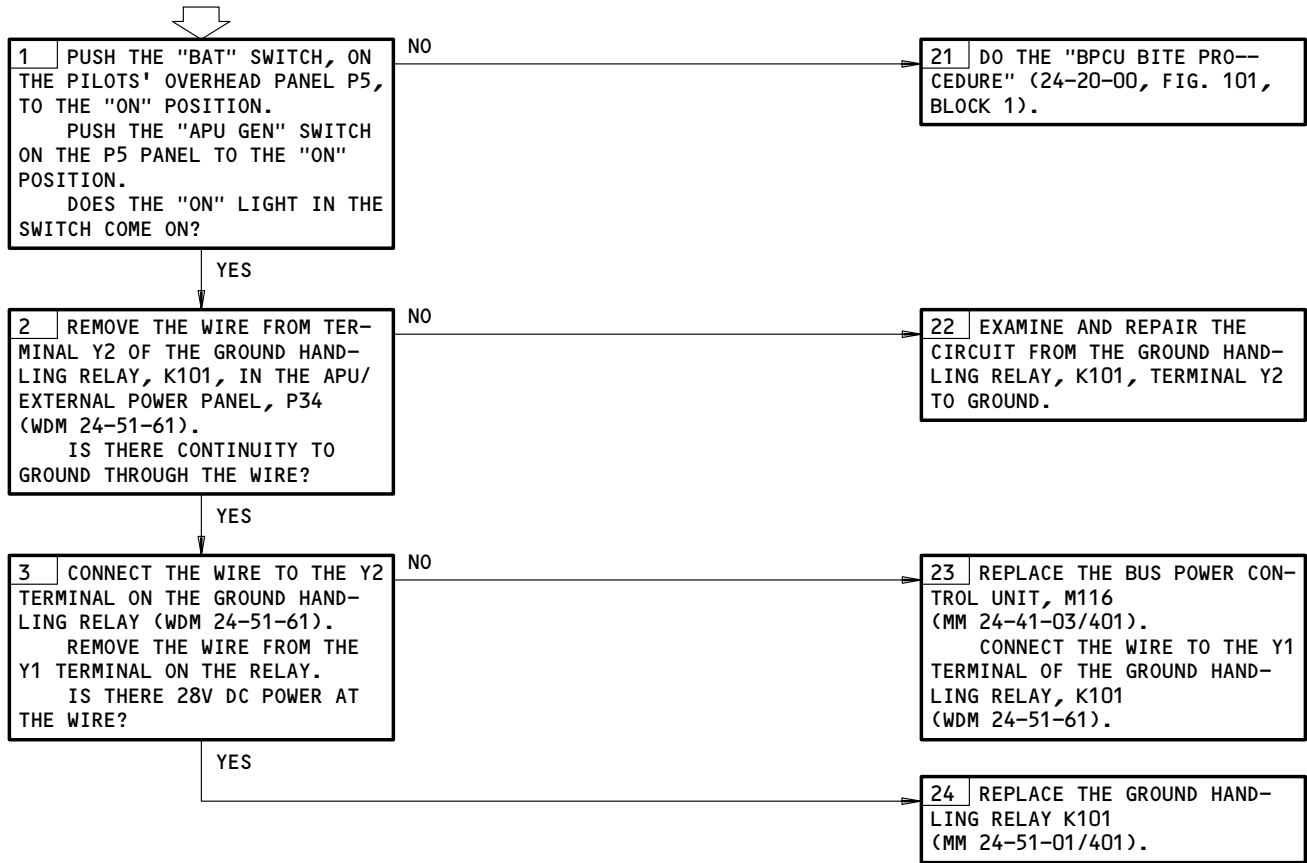 1 PUSH THE "BAT" SWITCH, ON
THE PILOTS' OVERHEAD PANEL P5,
TO THE "ON" POSITION.
PUSH THE "APU GEN" SWITCH
ON THE P5 PANEL TO THE "ON"
POSITION.
DOES THE "ON" LIGHT IN THE
SWITCH COME ON?
NO
21 DO THE "BPCU BITE PRO--
CEDURE" (24-20-00, FIG. 101,
BLOCK 1).
YES
2 REMOVE THE WIRE FROM TER-
MINAL Y2 OF THE GROUND HAND-
LING RELAY, K101, IN THE APU/
EXTERNAL POWER PANEL, P34
(WDM 24-51-61).
IS THERE CONTINUITY TO
GROUND THROUGH THE WIRE?
NO
22 EXAMINE AND REPAIR THE
CIRCUIT FROM THE GROUND HAND-
LING RELAY, K101, TERMINAL Y2
TO GROUND.
YES
3 CONNECT THE WIRE TO THE Y2
TERMINAL ON THE GROUND HAND-
LING RELAY (WDM 24-51-61).
REMOVE THE WIRE FROM THE
Y1 TERMINAL ON THE RELAY.
IS THERE 28V DC POWER AT
THE WIRE?
NO
23 REPLACE THE BUS POWER CON-
TROL UNIT, M116
(MM 24-41-03/401).
CONNECT THE WIRE TO THE Y1
TERMINAL OF THE GROUND HAND-
LING RELAY, K101
(WDM 24-51-61).
YES
24 REPLACE THE GROUND HAND-
LING RELAY K101
(MM 24-51-01/401).